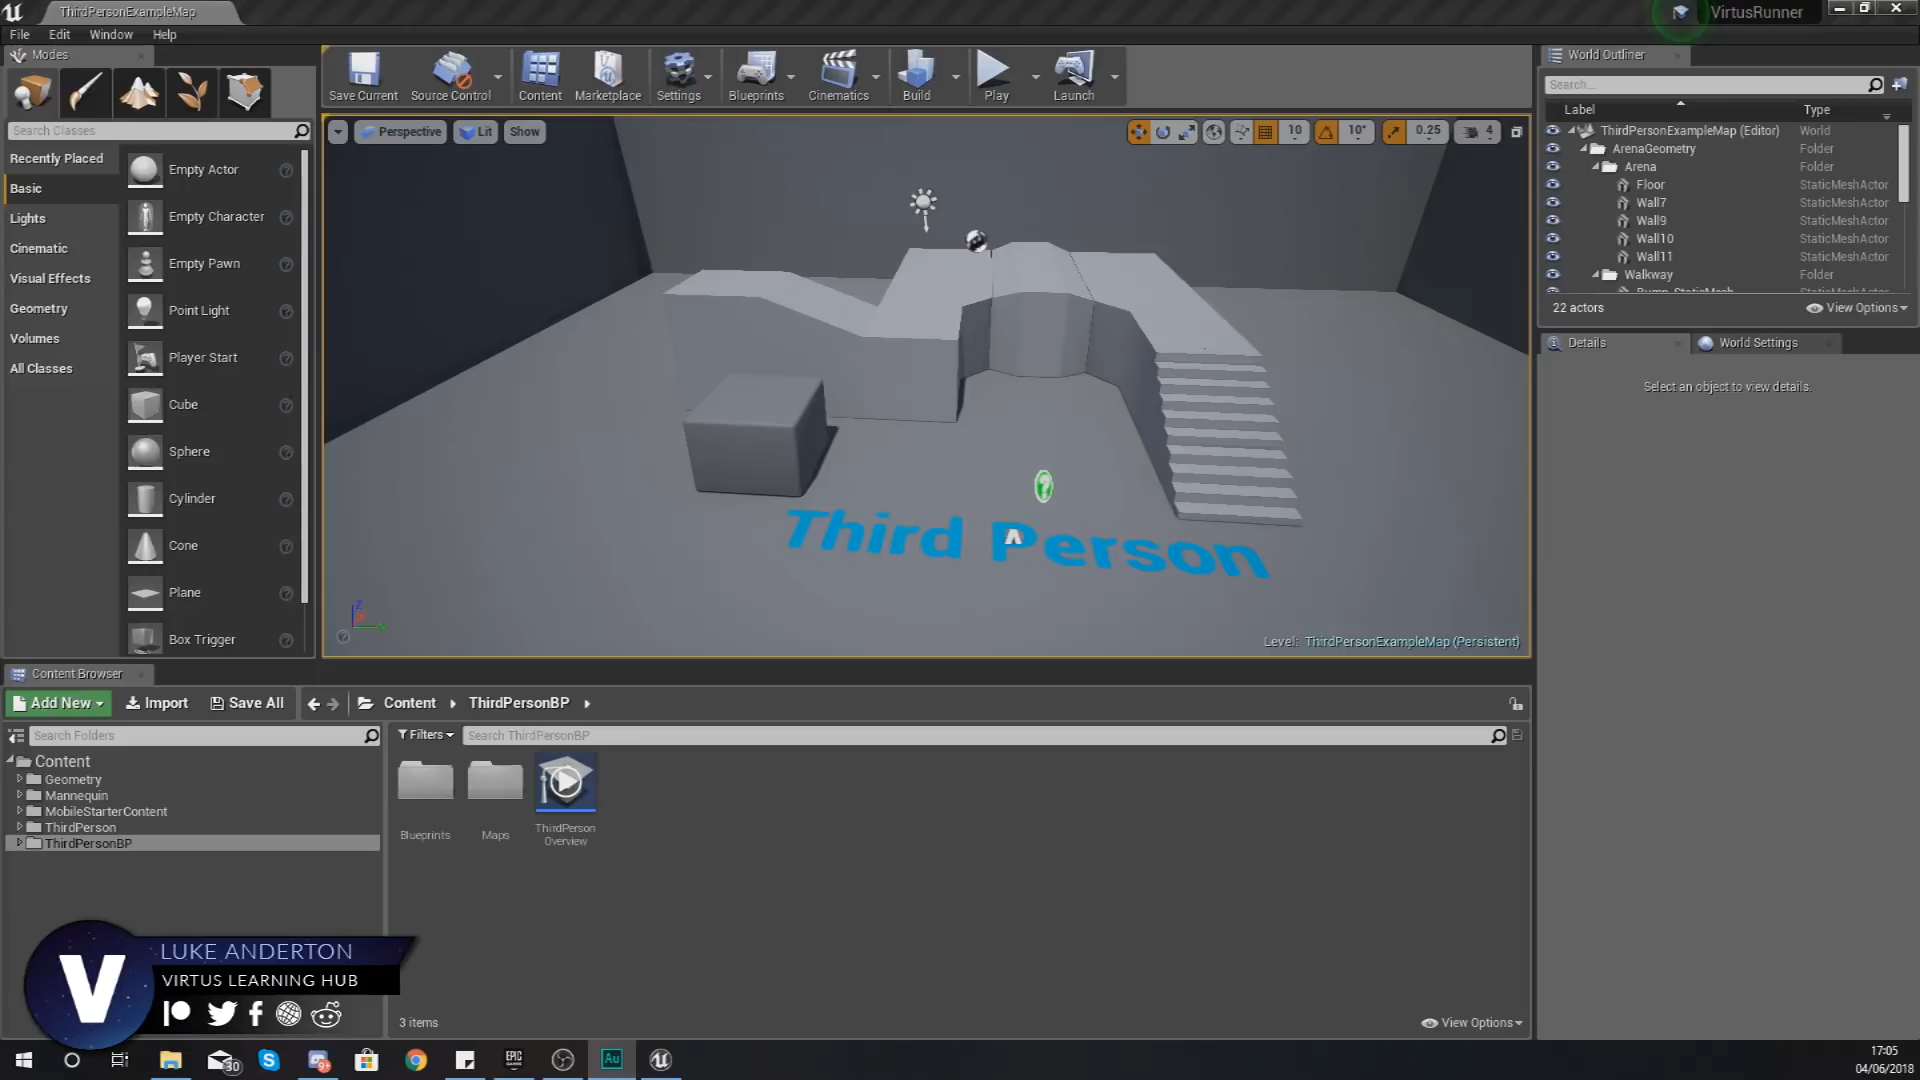 ThirdPersonExampleMap
VirtusRunner
File Edit Window Help
Modes
Save Current
Source Control
Content
Marketplace
Settings
Blueprints
Cinematics
Build
Play
Launch
World Outliner
Search...
Label Type
ThirdPersonExampleMap (Editor) World
ArenaGeometry Folder
Arena Folder
Floor StaticMeshActor
Wall7 StaticMeshActor
Wall9 StaticMeshActor
Wall10 StaticMeshActor
Wall11 StaticMeshActor
Walkway Folder
Bump_StaticMesh
22 actors
View Options
Details
World Settings
Select an object to view details.
Search Classes
Recently Placed
Basic
Lights
Cinematic
Visual Effects
Geometry
Volumes
All Classes
Empty Actor
Empty Character
Empty Pawn
Point Light
Player Start
Cube
Sphere
Cylinder
Cone
Plane
Box Trigger
Perspective
Lit
Show
10
10°
0.25
4
Third Person
Z
Level: ThirdPersonExampleMap (Persistent)
Content Browser
Add New
Import
Save All
Content
ThirdPersonBP
Search Folders
Filters
Search ThirdPersonBP
Content
Geometry
Mannequin
MobileStarterContent
ThirdPerson
ThirdPersonBP
Blueprints
Maps
ThirdPerson
Overview
3 items
View Options
V
LUKE ANDERTON
VIRTUS LEARNING HUB
30
9+
EPIC
GAMES
Au
17:05
04/06/2018